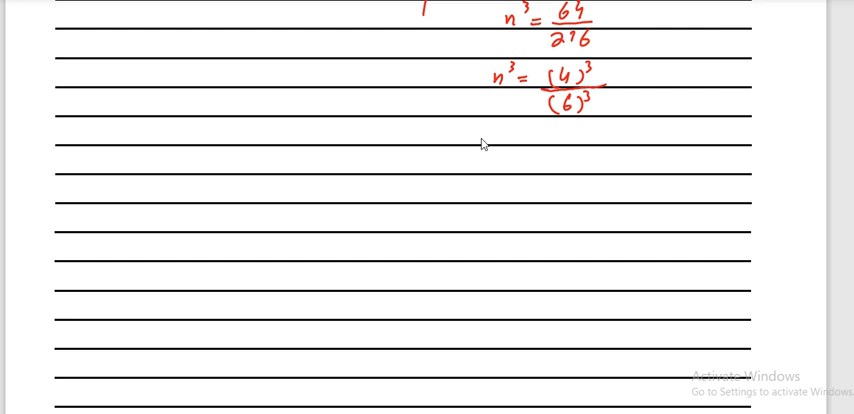 n³ = 64/216
n³ = (4)³/(6)³
Activate Windows
Go to Settings to activate Windows.